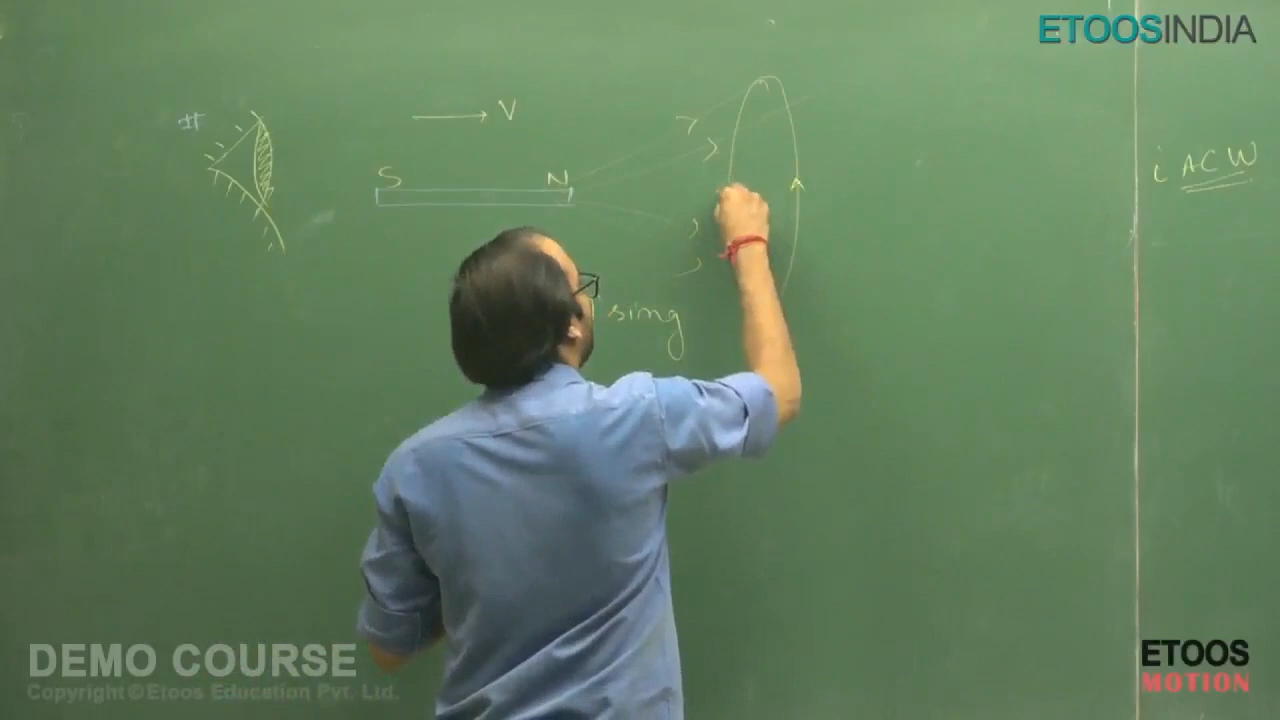 ETOOSINDIA
#
V
S N
i ACW
sing
DEMO COURSE
Copyright © Etoos Education Pvt. Ltd.
ETOOS
MOTION